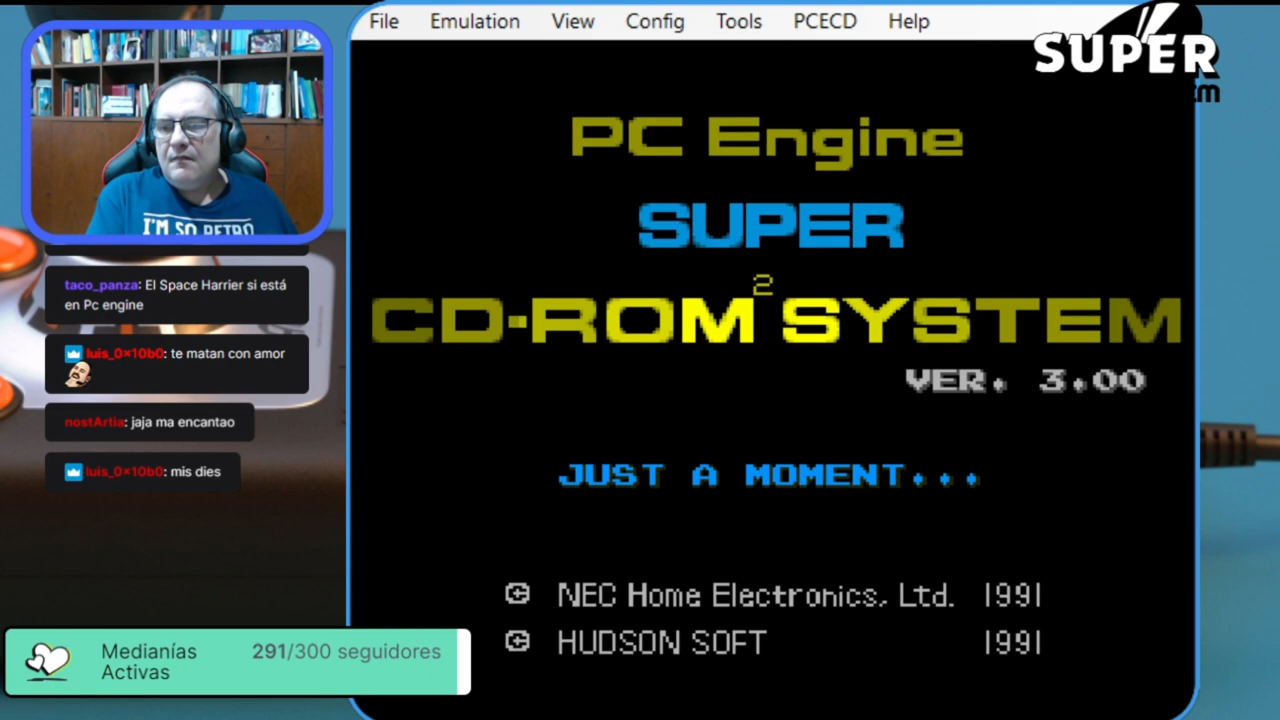 File Emulation View Config Tools PCECD Help
SUPER
I'M SO RETRO
PC Engine
SUPER
CD-ROM2 SYSTEM
VER. 3.00
JUST A MOMENT...
© NEC Home Electronics, Ltd. 1991
© HUDSON SOFT 1991
taco_panza: El Space Harrier si está
en Pc engine
luis_0x10b0: te matan con amor
nostArtia: jaja ma encantao
luis_0x10b0: mis dies
Medianías
Activas
291/300 seguidores